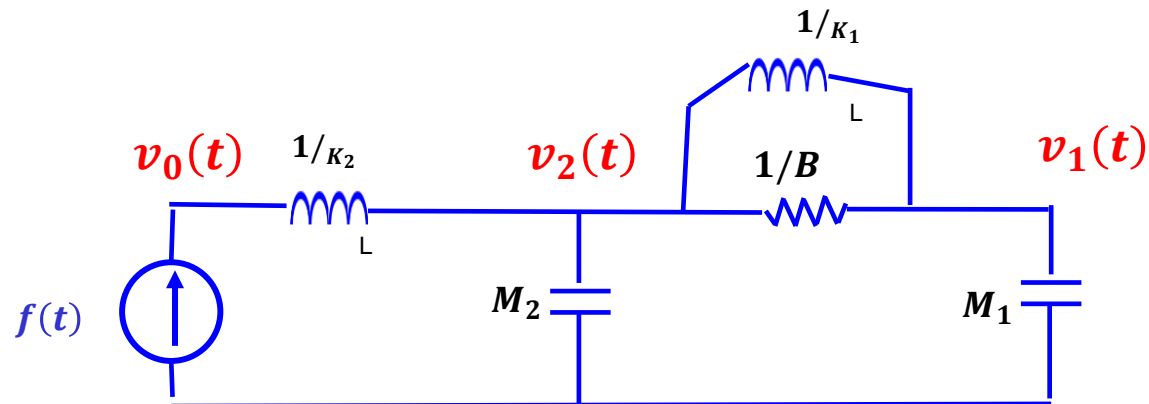 1/K₁
L
v₀(t)
1/K₂
v₂(t)
1/B
v₁(t)
L
M₂
M₁
f(t)